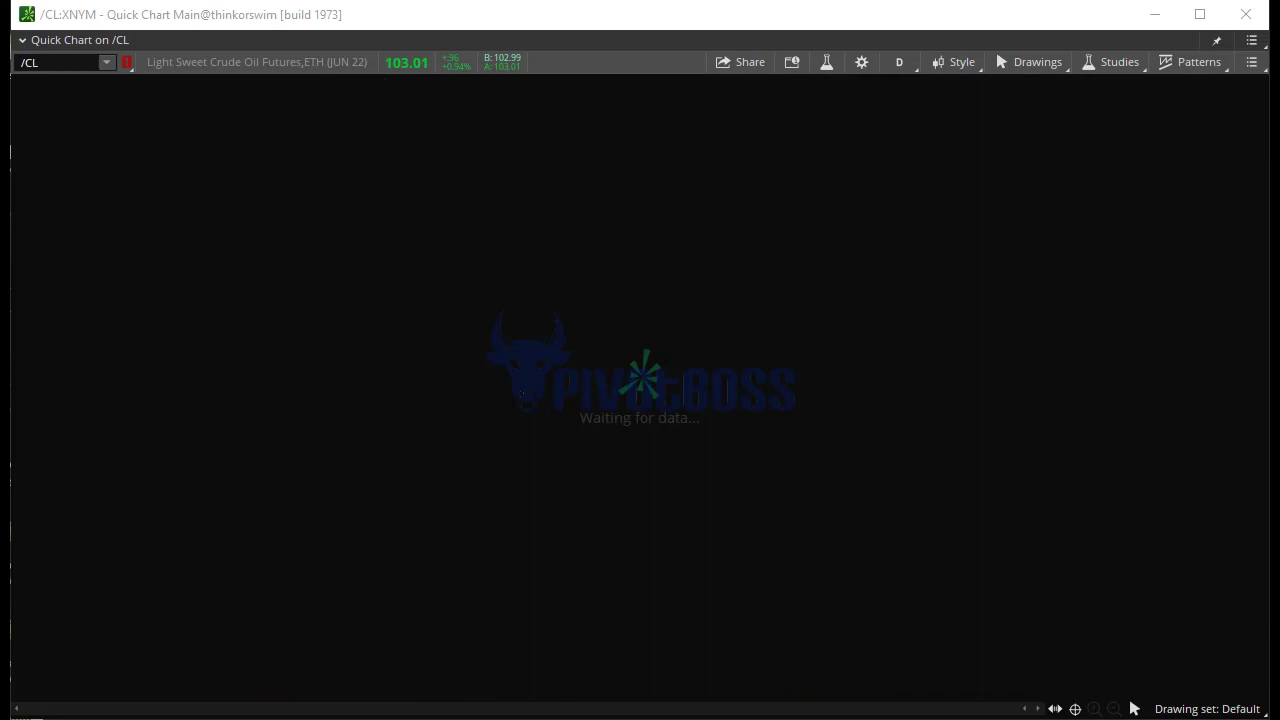 /CL:XNYM - Quick Chart Main@thinkorswim [build 1973]
Quick Chart on /CL
/CL
Light Sweet Crude Oil Futures,ETH (JUN 22)
103.01
+.96
+0.94%
B: 102.99
A: 103.01
Share
D
Style
Drawings
Studies
Patterns
PIVOTBOSS
Waiting for data...
Drawing set: Default